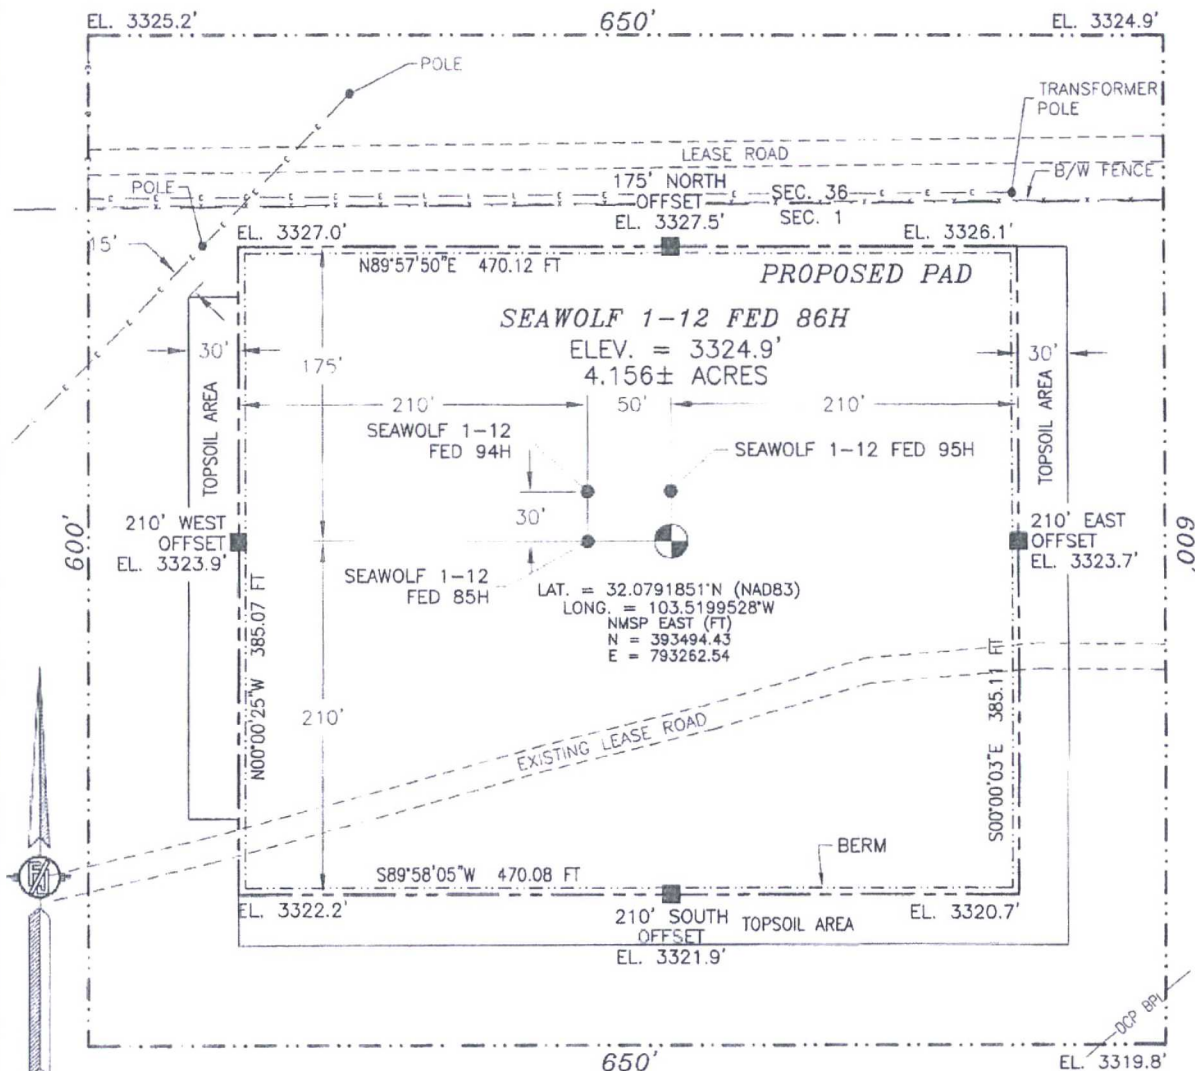 EL. 3325.2'
650'
EL. 3324.9'
POLE
TRANSFORMER
POLE
LEASE ROAD
B/W FENCE
POLE
175' NORTH
OFFSET
EL. 3327.5'
SEC. 36
SEC. 1
15'
EL. 3327.0'
EL. 3326.1'
N89°57'50"E 470.12 FT
PROPOSED PAD
SEAWOLF 1-12 FED 86H
ELEV. = 3324.9'
4.156± ACRES
30'
175'
30'
TOPSOIL AREA
210'
50'
210'
TOPSOIL AREA
SEAWOLF 1-12
FED 94H
SEAWOLF 1-12 FED 95H
30'
600'
210' WEST
OFFSET
EL. 3323.9'
210' EAST
OFFSET
EL. 3323.7'
600'
SEAWOLF 1-12
FED 85H
LAT. = 32.0791851°N (NAD83)
LONG. = 103.5199528°W
NMSP EAST (FT)
N = 393494.43
E = 793262.54
N00°00'25"W 385.07 FT
210'
EXISTING LEASE ROAD
S00°00'03"E 385.11 FT
BERM
S89°58'05"W 470.08 FT
EL. 3322.2'
EL. 3320.7'
210' SOUTH
OFFSET
EL. 3321.9'
TOPSOIL AREA
DCP BPL
650'
EL. 3319.8'